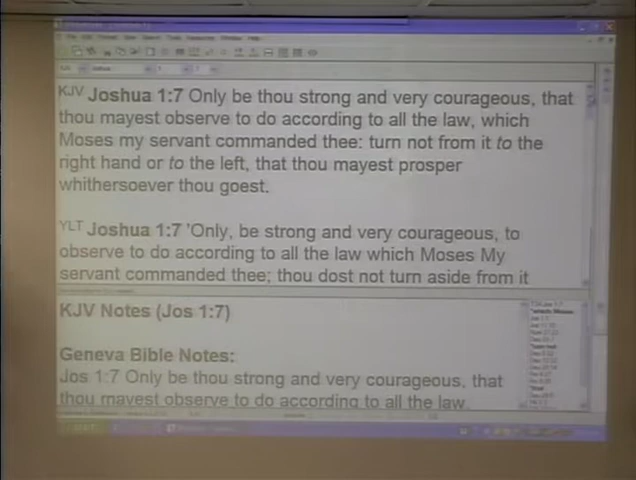 KJV Joshua 1:7 Only be thou strong and very courageous, that
thou mayest observe to do according to all the law, which
Moses my servant commanded thee: turn not from it to the
right hand or to the left, that thou mayest prosper
whithersoever thou goest.
YLT Joshua 1:7 'Only, be strong and very courageous, to
observe to do according to all the law which Moses My
servant commanded thee; thou dost not turn aside from it
KJV Notes (Jos 1:7)
Geneva Bible Notes:
Jos 1:7 Only be thou strong and very courageous, that
thou mayest observe to do according to all the law,